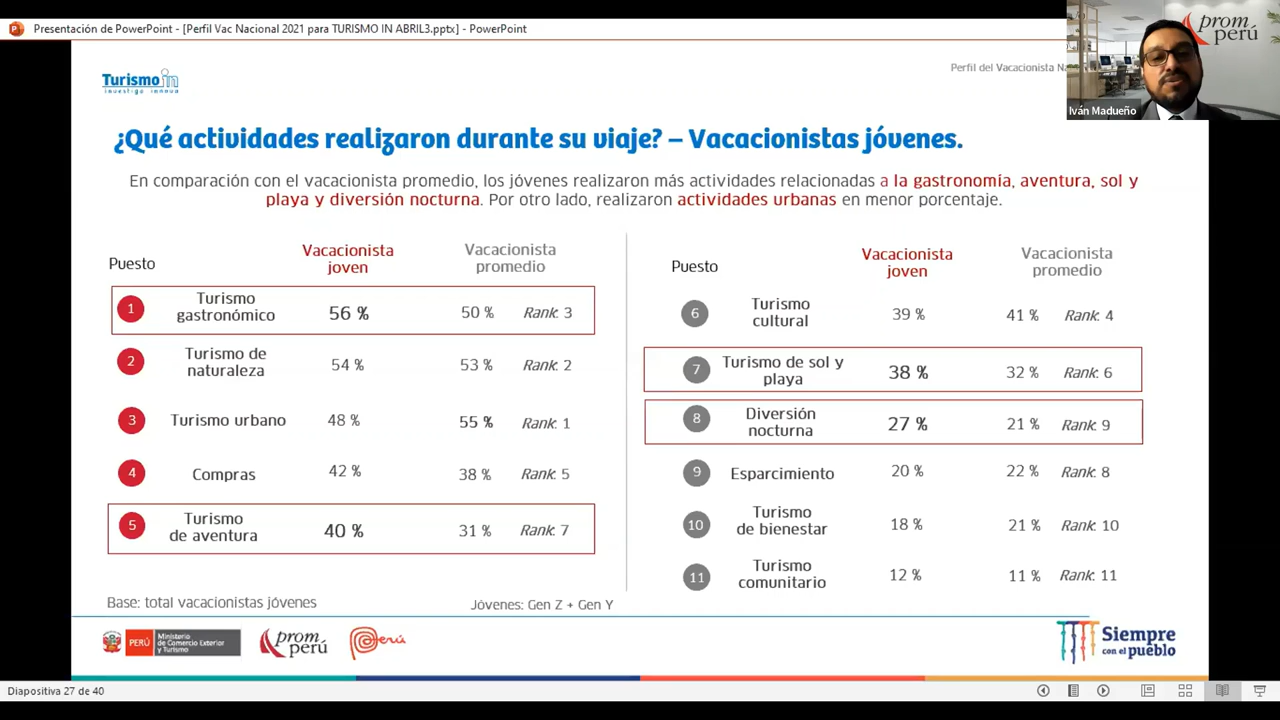 Presentación de PowerPoint - [Perfil Vac Nacional 2021 para TURISMO IN ABRIL3.pptx] - PowerPoint
prom
perú
Iván Madueño
Turismo in
investiga innova
Perfil del Vacacionista
¿Qué actividades realizaron durante su viaje? – Vacacionistas jóvenes.
En comparación con el vacacionista promedio, los jóvenes realizaron más actividades relacionadas a la gastronomía, aventura, sol y
playa y diversión nocturna. Por otro lado, realizaron actividades urbanas en menor porcentaje.
Puesto
Vacacionista
joven
Vacacionista
promedio
1
Turismo
gastronómico
56 %
50 %
Rank: 3
2
Turismo de
naturaleza
54 %
53 %
Rank: 2
3
Turismo urbano
48 %
55 %
Rank: 1
4
Compras
42 %
38 %
Rank: 5
5
Turismo
de aventura
40 %
31 %
Rank: 7
Puesto
Vacacionista
joven
Vacacionista
promedio
6
Turismo
cultural
39 %
41 %
Rank: 4
7
Turismo de sol y
playa
38 %
32 %
Rank: 6
8
Diversión
nocturna
27 %
21 %
Rank: 9
9
Esparcimiento
20 %
22 %
Rank: 8
10
Turismo
de bienestar
18 %
21 %
Rank: 10
11
Turismo
comunitario
12 %
11 %
Rank: 11
Base: total vacacionistas jóvenes
Jóvenes: Gen Z + Gen Y
PERÚ
Ministerio
de Comercio Exterior
y Turismo
prom
perú
Perú
Siempre
con el pueblo
Diapositiva 27 de 40